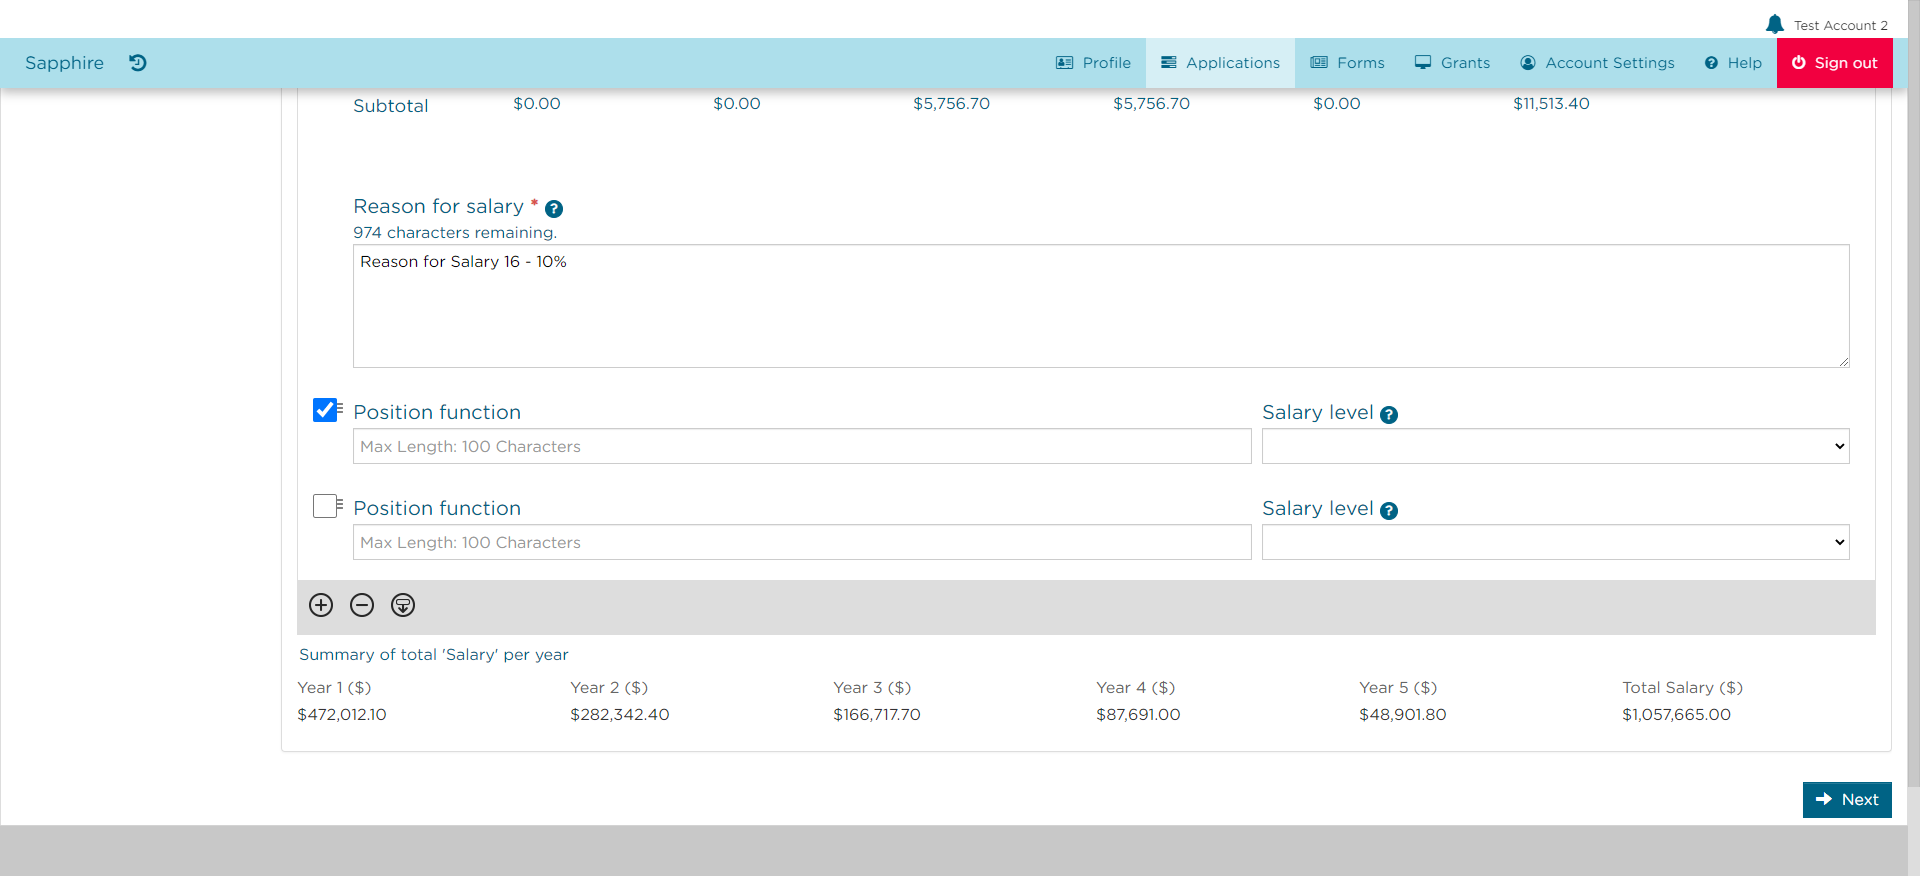 Test Account 2
Sapphire Profile Applications Forms Grants Account Settings Help Sign out
Subtotal $0.00 $0.00 $5,756.70 $5,756.70 $0.00 $11,513.40
Reason for salary * ?
974 characters remaining.
Reason for Salary 16 - 10%
Position function Salary level ?
Max Length: 100 Characters
Position function Salary level ?
Max Length: 100 Characters
Summary of total 'Salary' per year
Year 1 ($) Year 2 ($) Year 3 ($) Year 4 ($) Year 5 ($) Total Salary ($)
$472,012.10 $282,342.40 $166,717.70 $87,691.00 $48,901.80 $1,057,665.00
Next